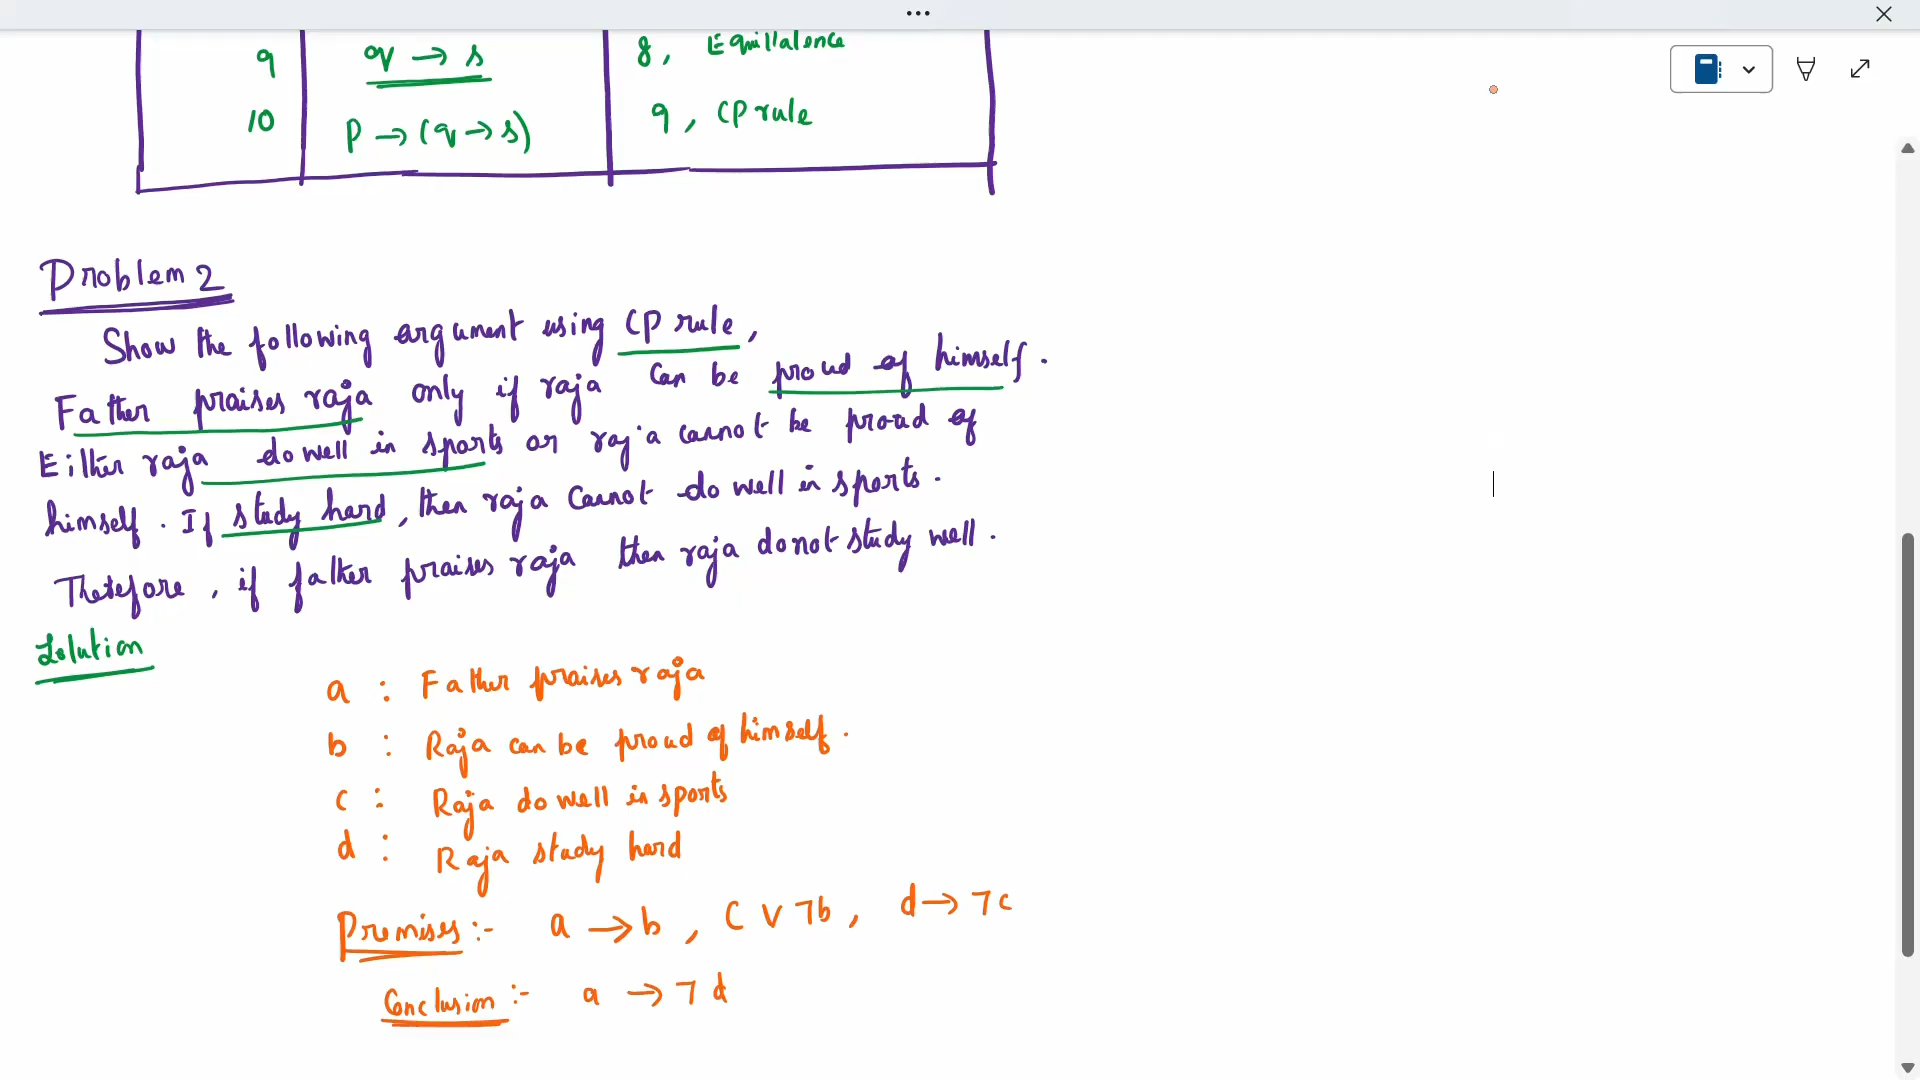 9 q → s 8, Equillalence
10 p → (q → s) 9, CP rule
Problem 2
Show the following argument using CP rule,
Father praises raja only if raja can be proud of himself.
Either raja do well in sports or raja cannot be proud of
himself. If study hard, then raja cannot do well in sports.
Therefore, if father praises raja then raja do not study well.
Solution
a : Father praises raja
b : Raja can be proud of himself.
c : Raja do well in sports
d : Raja study hard
Premises:- a → b, C ∨ ¬b, d → ¬c
Conclusion:- a → ¬d